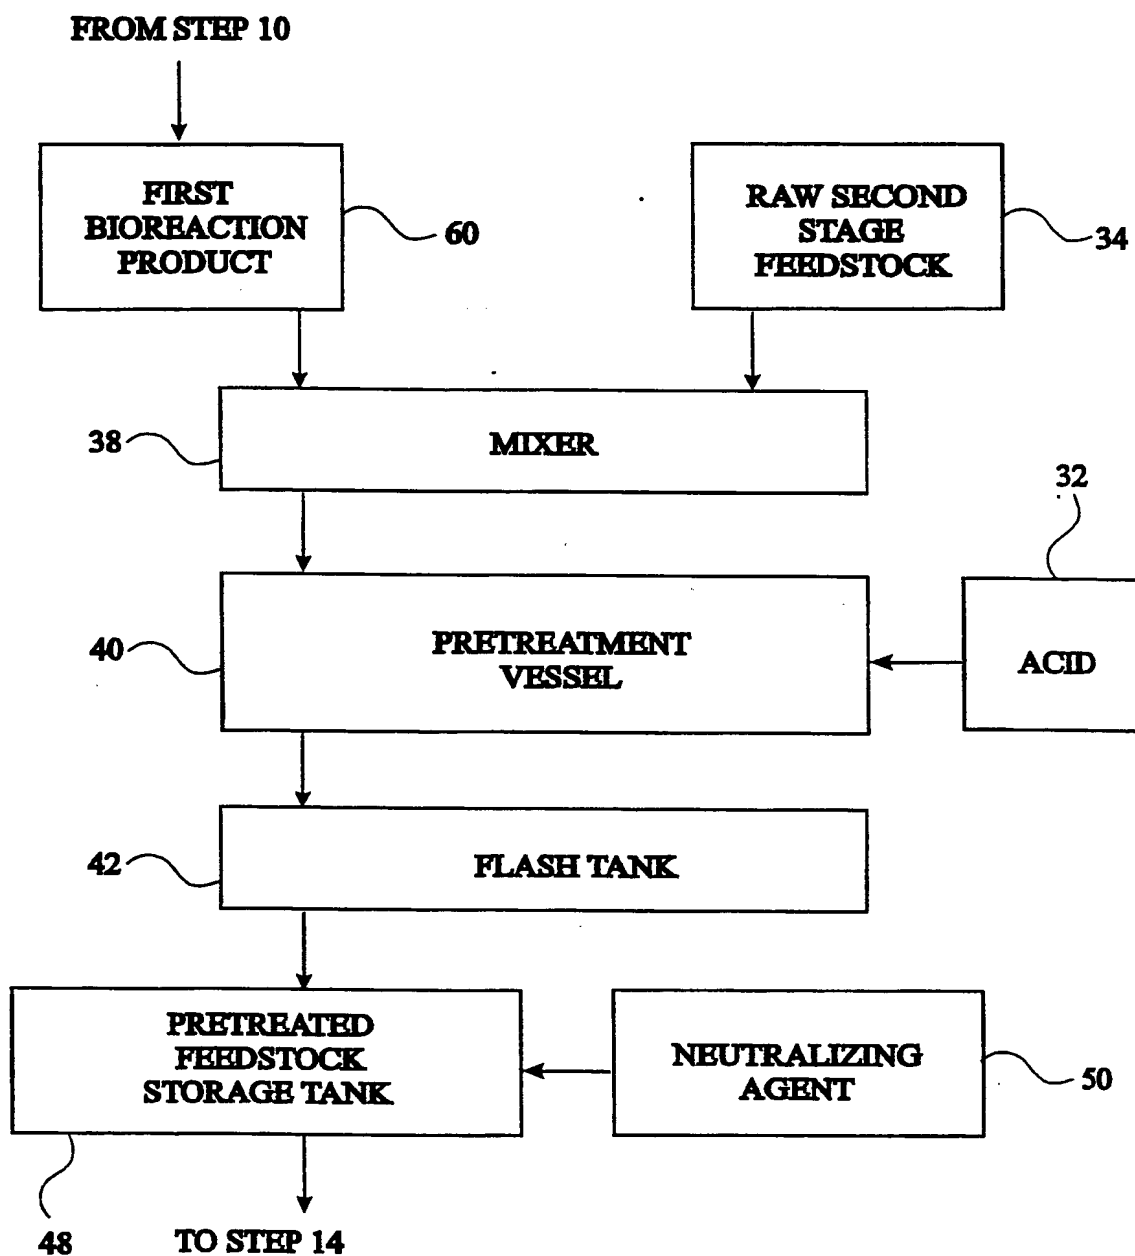 FROM STEP 10
FIRST
BIOREACTION
PRODUCT
60
RAW SECOND
STAGE
FEEDSTOCK
34
38
MIXER
32
40
PRETREATMENT
VESSEL
ACID
42
FLASH TANK
PRETREATED
FEEDSTOCK
STORAGE TANK
NEUTRALIZING
AGENT
50
48
TO STEP 14